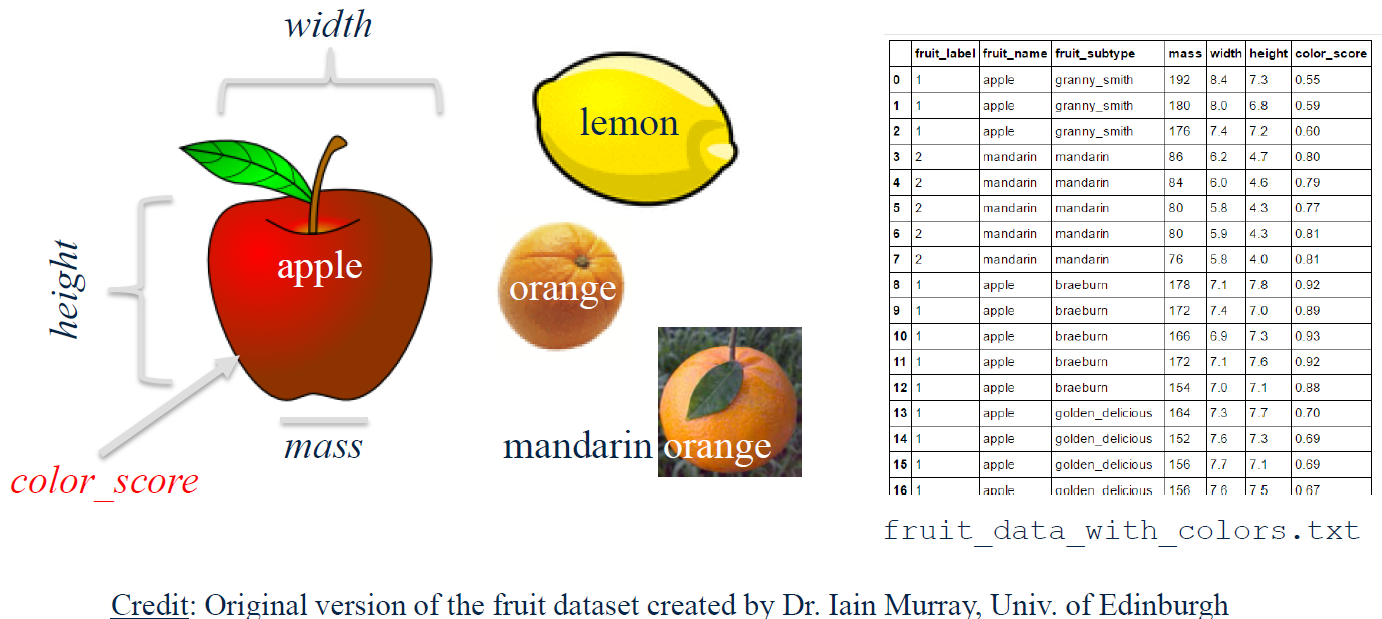 width
lemon
apple
height
orange
mandarin orange
mass
color_score
fruit_label fruit_name fruit_subtype mass width height color_score
0 1 apple granny_smith 192 8.4 7.3 0.55
1 1 apple granny_smith 180 8.0 6.8 0.59
2 1 apple granny_smith 176 7.4 7.2 0.60
3 2 mandarin mandarin 86 6.2 4.7 0.80
4 2 mandarin mandarin 84 6.0 4.6 0.79
5 2 mandarin mandarin 80 5.8 4.3 0.77
6 2 mandarin mandarin 80 5.9 4.3 0.81
7 2 mandarin mandarin 76 5.8 4.0 0.81
8 1 apple braeburn 178 7.1 7.8 0.92
9 1 apple braeburn 172 7.4 7.0 0.89
10 1 apple braeburn 166 6.9 7.3 0.93
11 1 apple braeburn 172 7.1 7.6 0.92
12 1 apple braeburn 154 7.0 7.1 0.88
13 1 apple golden_delicious 164 7.3 7.7 0.70
14 1 apple golden_delicious 152 7.6 7.3 0.69
15 1 apple golden_delicious 156 7.7 7.1 0.69
16 1 apple golden_delicious 156 7.6 7.5 0.67
fruit_data_with_colors.txt
Credit: Original version of the fruit dataset created by Dr. Iain Murray, Univ. of Edinburgh